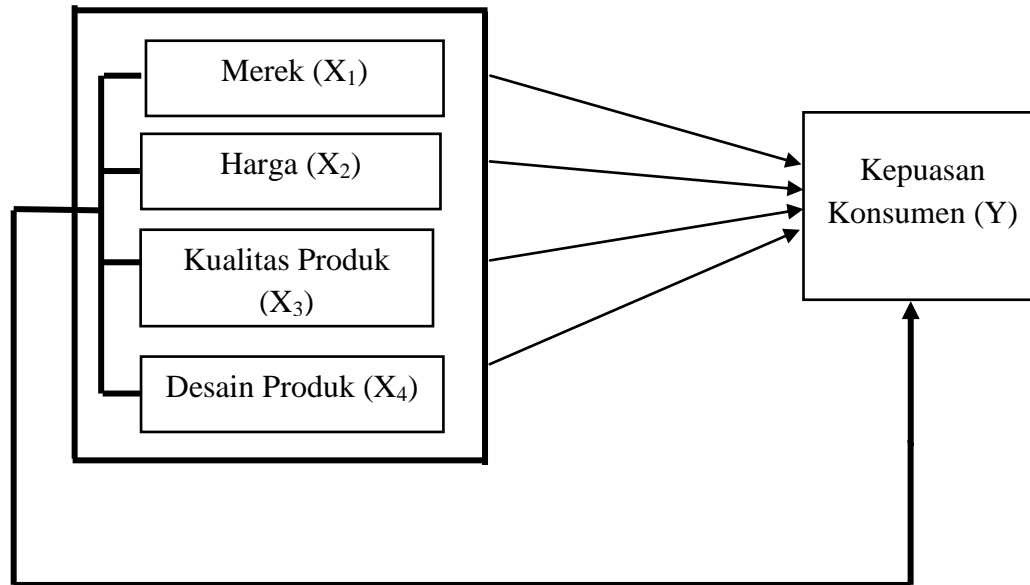 Merek (X₁)
Harga (X₂)
Kualitas Produk
(X₃)
Desain Produk (X₄)
Kepuasan
Konsumen (Y)